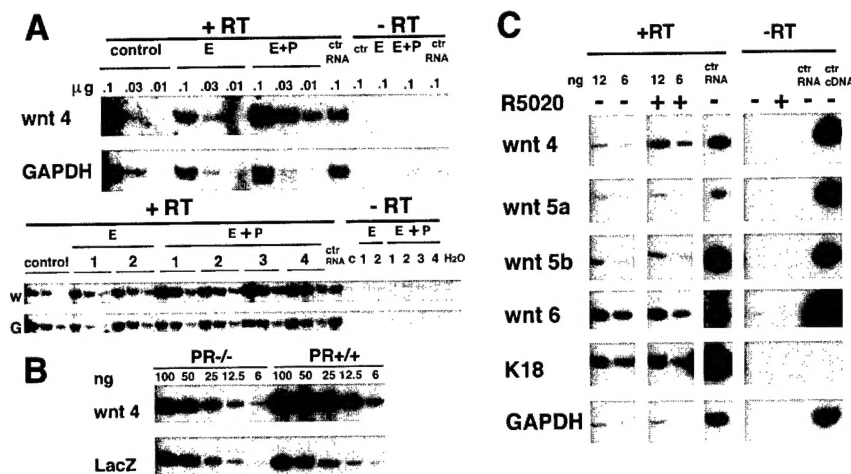 A
+ RT
- RT
control E E+P ctr RNA ctr E E+P ctr RNA
µg .1 .03 .01 .1 .03 .01 .1 .03 .01 .1 .1 .1 .1 .1
wnt 4
GAPDH
+ RT
- RT
E E + P E E + P
control 1 2 1 2 3 4 ctr RNA C 1 2 1 2 3 4 H2O
W
G
B
PR-/- PR+/+
ng 100 50 25 12.5 6 100 50 25 12.5 6
wnt 4
LacZ
C
+RT
-RT
ng 12 6 12 6 ctr RNA ctr RNA ctr cDNA
R5020 - - + + - - + - -
wnt 4
wnt 5a
wnt 5b
wnt 6
K18
GAPDH